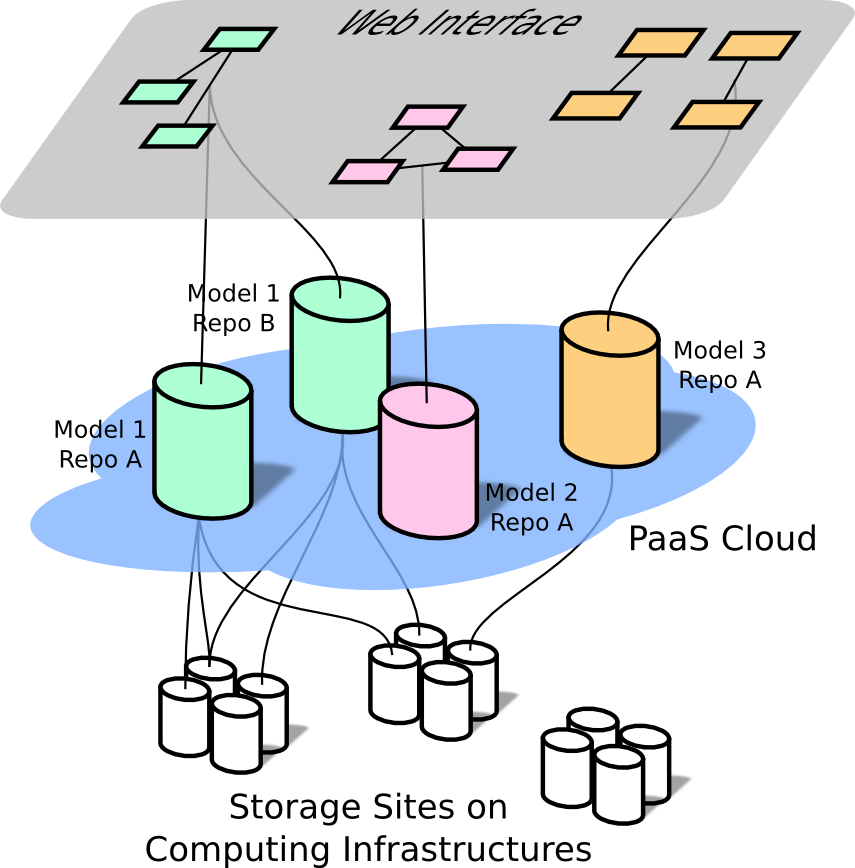 Web Interface
Model 1
Repo B
Model 3
Repo A
Model 1
Repo A
Model 2
Repo A
PaaS Cloud
Storage Sites on
Computing Infrastructures